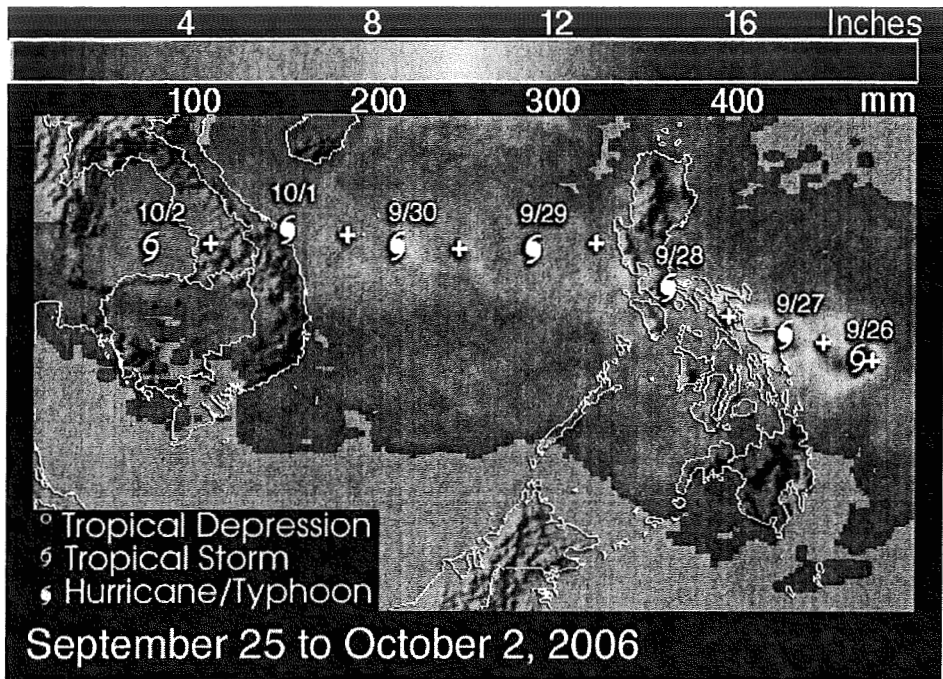 4 8 12 16 Inches
100 200 300 400 mm
10/2 10/1 9/30 9/29 9/28 9/27 9/26
Tropical Depression
Tropical Storm
Hurricane/Typhoon
September 25 to October 2, 2006